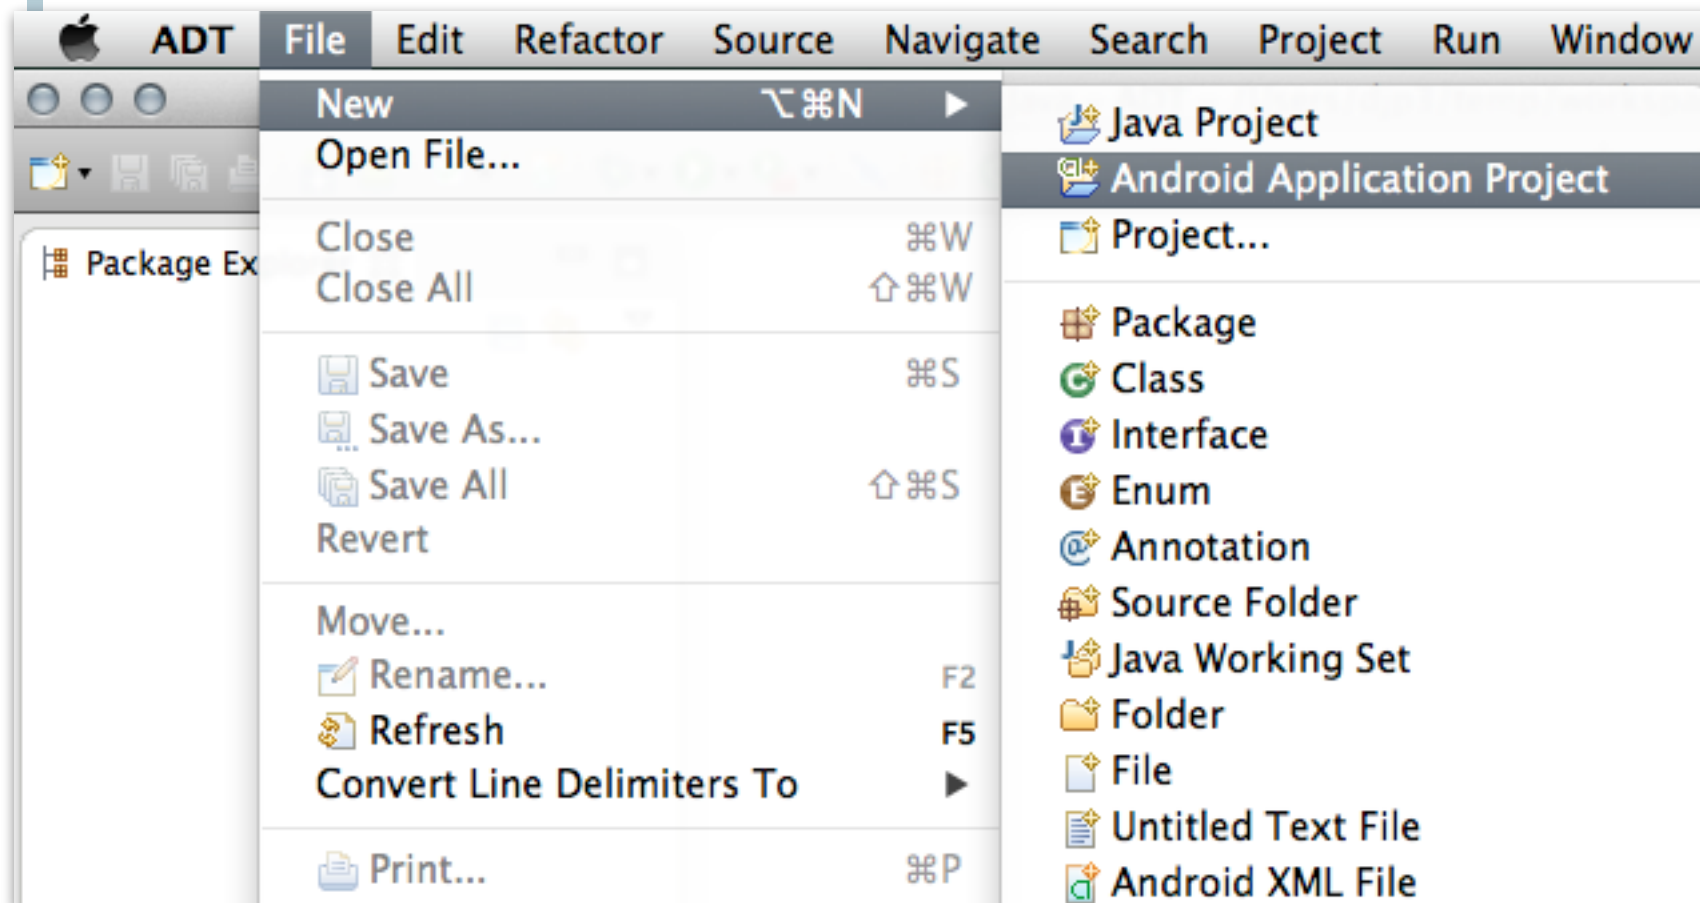 ADT File Edit Refactor Source Navigate Search Project Run Window
New ⌥⌘N ▶
Open File...
Close ⌘W
Close All ⇧⌘W
Save ⌘S
Save As...
Save All ⇧⌘S
Revert
Move...
Rename... F2
Refresh F5
Convert Line Delimiters To ▶
Print... ⌘P
Java Project
Android Application Project
Project...
Package
Class
Interface
Enum
Annotation
Source Folder
Java Working Set
Folder
File
Untitled Text File
Android XML File
Package Ex